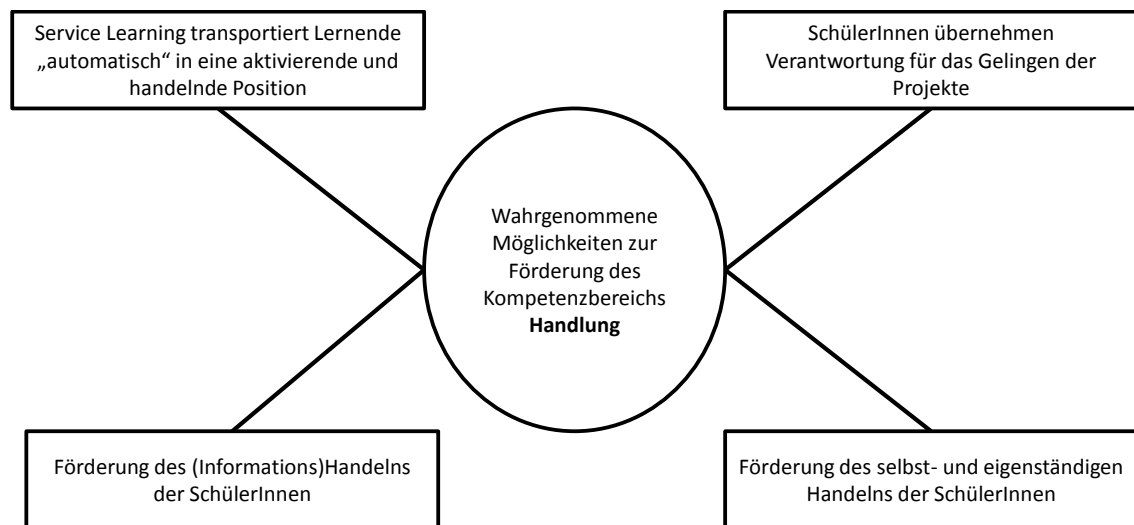 Service Learning transportiert Lernende
„automatisch“ in eine aktivierende und
handelnde Position
SchülerInnen übernehmen
Verantwortung für das Gelingen der
Projekte
Wahrgenommene
Möglichkeiten zur
Förderung des
Kompetenzbereichs
Handlung
Förderung des (Informations)Handelns
der SchülerInnen
Förderung des selbst- und eigenständigen
Handelns der SchülerInnen